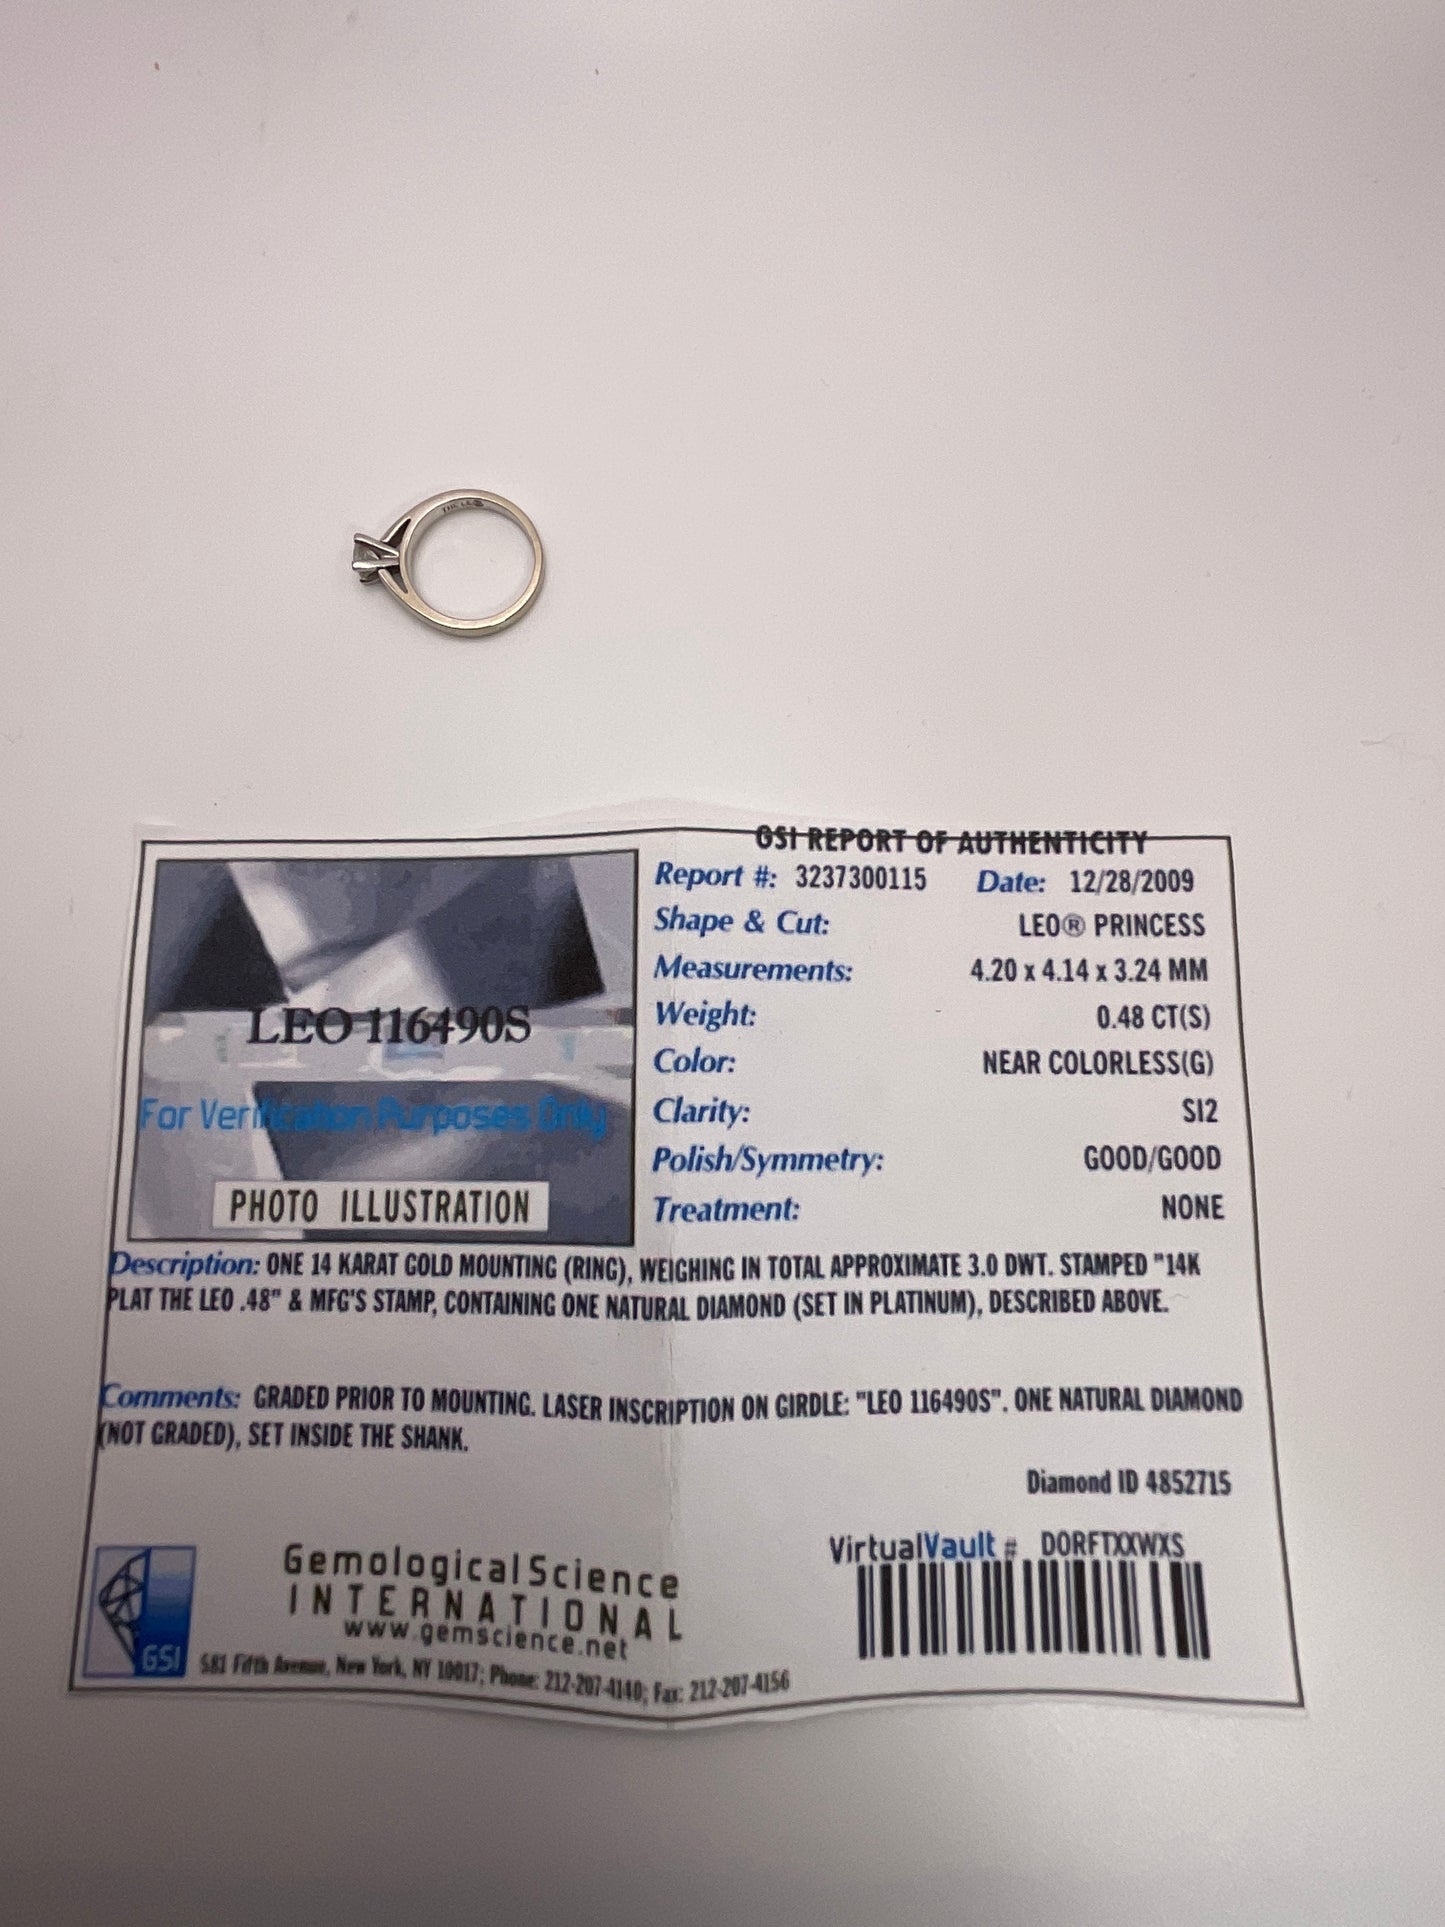 GSI REPORT OF AUTHENTICITY
Report #: 3237300115 Date: 12/28/2009
Shape & Cut: LEO® PRINCESS
Measurements: 4.20 x 4.14 x 3.24 MM
Weight: 0.48 CT(S)
Color: NEAR COLORLESS(G)
Clarity: SI2
Polish/Symmetry: GOOD/GOOD
Treatment: NONE
LEO 116490S
For Verification Purposes Only
PHOTO ILLUSTRATION
Description: ONE 14 KARAT GOLD MOUNTING (RING), WEIGHING IN TOTAL APPROXIMATE 3.0 DWT. STAMPED "14K
PLAT THE LEO .48" & MFG'S STAMP, CONTAINING ONE NATURAL DIAMOND (SET IN PLATINUM), DESCRIBED ABOVE.
Comments: GRADED PRIOR TO MOUNTING. LASER INSCRIPTION ON GIRDLE: "LEO 116490S". ONE NATURAL DIAMOND
(NOT GRADED), SET INSIDE THE SHANK.
Diamond ID 4852715
VirtualVault # DORFTXXWXS
GemologicalScience
INTERNATIONAL
www.gemscience.net
GSI
581 Fifth Avenue, New York, NY 10017; Phone: 212-207-4140; Fax: 212-207-4156